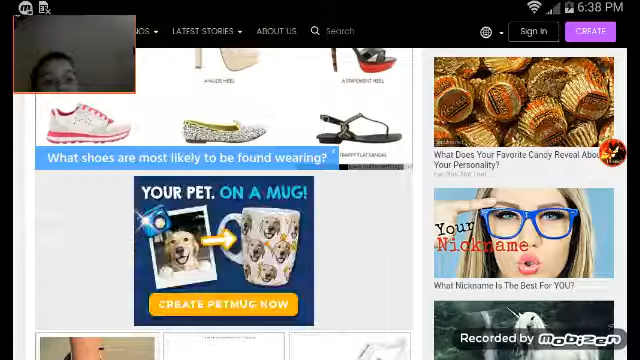 6:38 PM
NGS
LATEST STORIES
ABOUT US
Search
Sign in
CREATE
A STATEMENT HEEL
What shoes are most likely to be found wearing?
x
YOUR PET. ON A MUG!
CREATE PETMUG NOW
What Does Your Favorite Candy Reveal About
Your Personality?
Your
Nickname
What Nickname Is The Best For YOU?
Recorded by
MOBIZEN